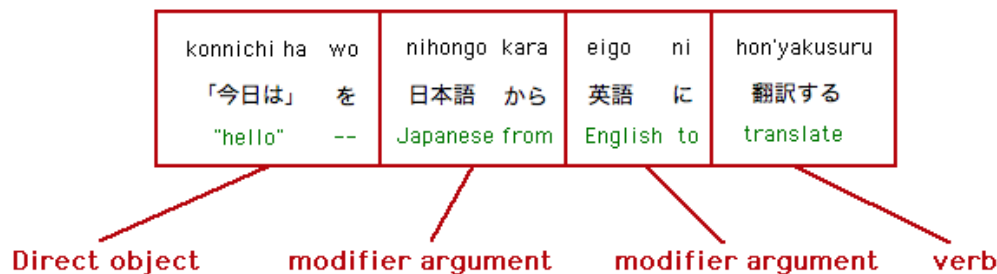 konnichi ha wo nihongo kara eigo ni hon'yakusuru
「今日は」 を 日本語 から 英語 に 翻訳する
"hello" -- Japanese from English to translate
Direct object modifier argument modifier argument verb